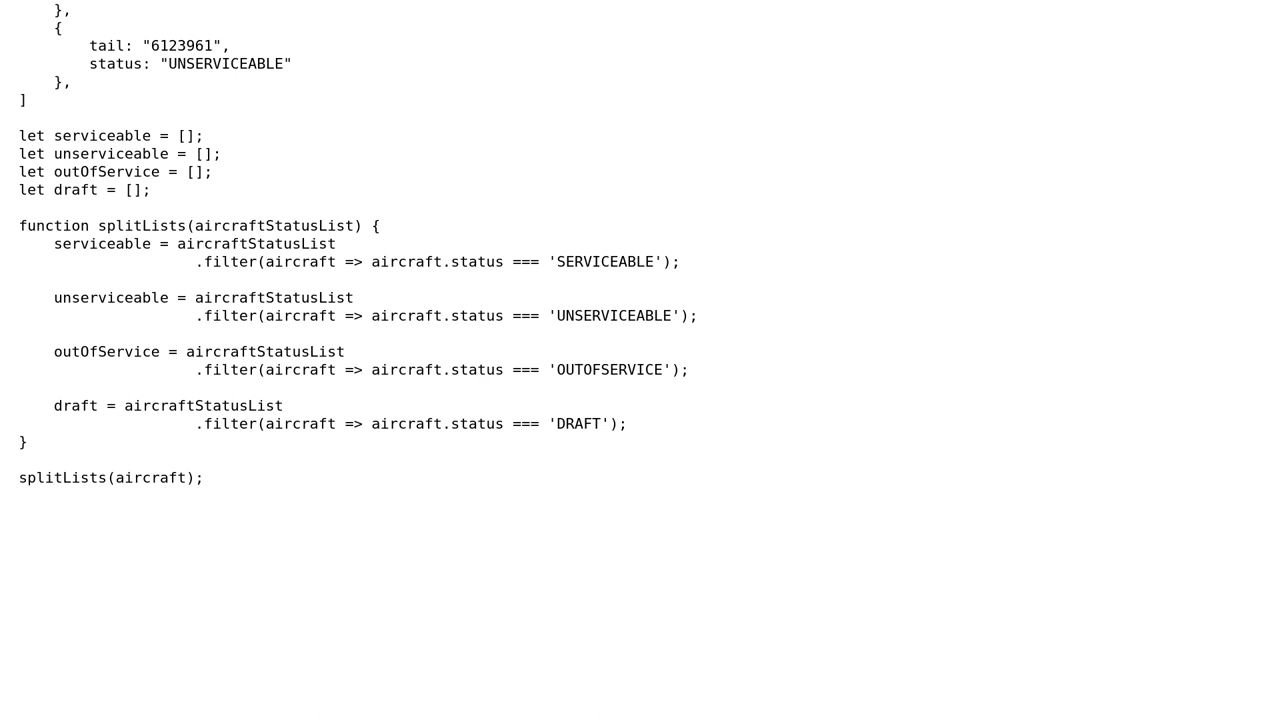 },
    {
        tail: "6123961",
        status: "UNSERVICEABLE"
    },
]

let serviceable = [];
let unserviceable = [];
let outOfService = [];
let draft = [];

function splitLists(aircraftStatusList) {
    serviceable = aircraftStatusList
                    .filter(aircraft => aircraft.status === 'SERVICEABLE');

    unserviceable = aircraftStatusList
                    .filter(aircraft => aircraft.status === 'UNSERVICEABLE');

    outOfService = aircraftStatusList
                    .filter(aircraft => aircraft.status === 'OUTOFSERVICE');

    draft = aircraftStatusList
                    .filter(aircraft => aircraft.status === 'DRAFT');
}

splitLists(aircraft);